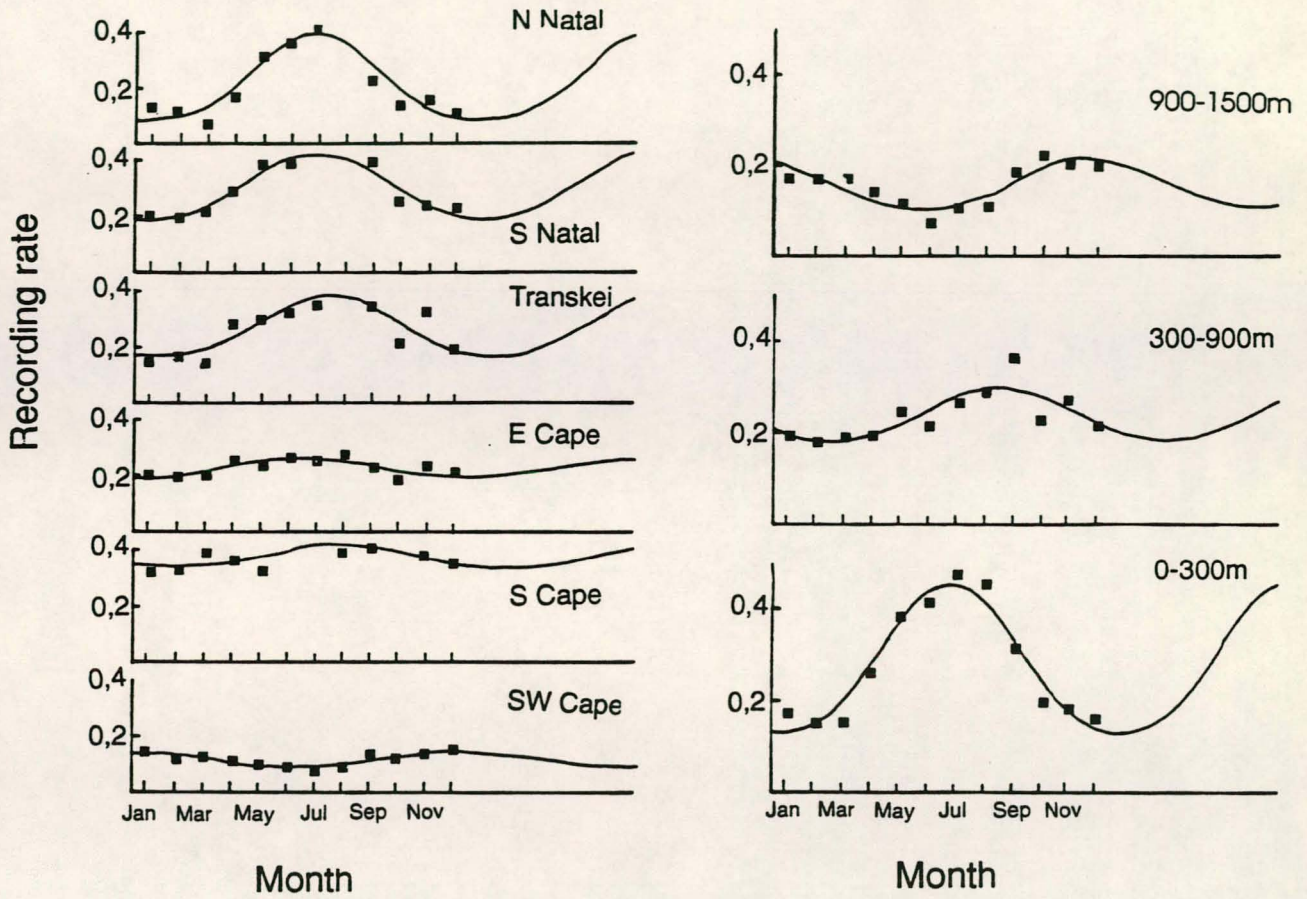 Recording rate
N Natal
0,4
0,2
0,4
0,2
S Natal
0,4
Transkei
0,2
0,4
E Cape
0,2
0,4
S Cape
0,2
0,4
SW Cape
0,2
Jan Mar May Jul Sep Nov
Month
0,4
900-1500m
0,2
0,4
300-900m
0,2
0-300m
0,4
0,2
Jan Mar May Jul Sep Nov
Month